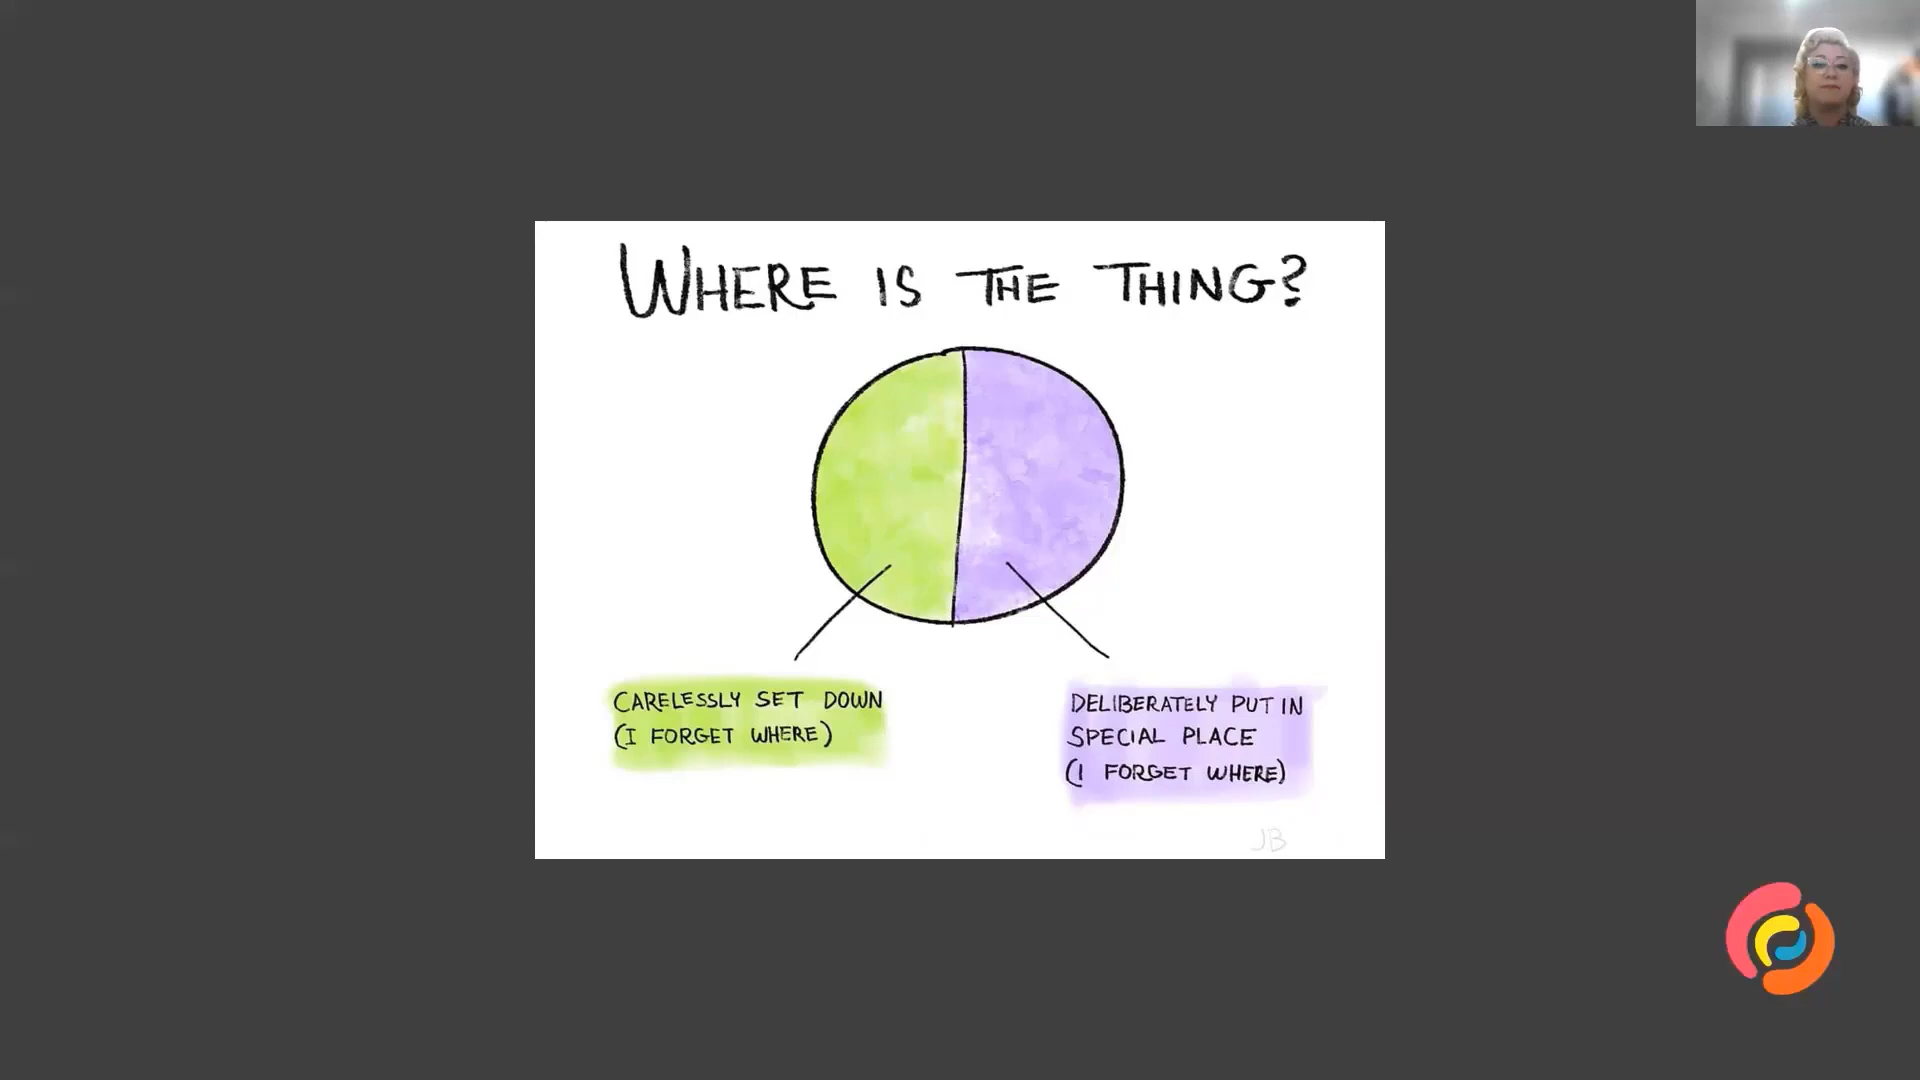 WHERE IS THE THING?
CARELESSLY SET DOWN
(I FORGET WHERE)
DELIBERATELY PUT IN
SPECIAL PLACE
(I FORGET WHERE)
JB